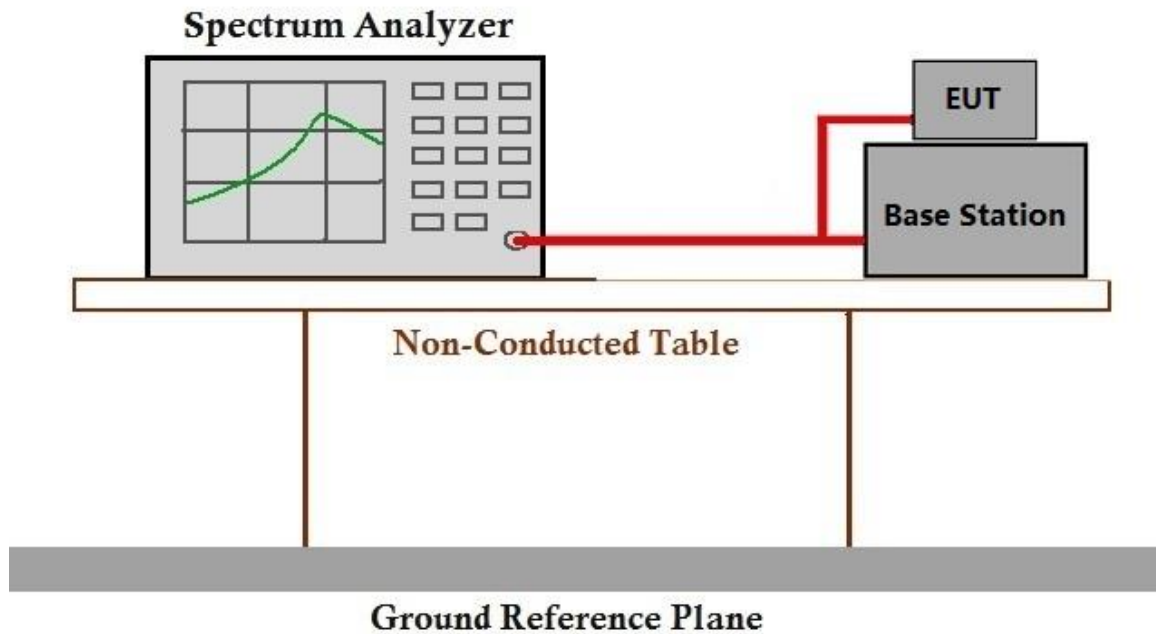 Spectrum Analyzer
EUT
Base Station
Non-Conducted Table
Ground Reference Plane